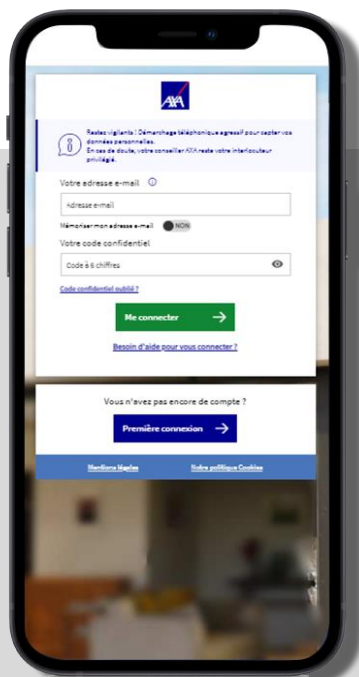 AXA
Restez vigilants ! Démarchage téléphonique agressif pour capter vos
données personnelles.
En cas de doute, votre conseiller AXA reste votre interlocuteur
privilégié.
Votre adresse e-mail
Adresse e-mail
Mémoriser mon adresse e-mail NON
Votre code confidentiel
Code à 6 chiffres
Code confidentiel oublié ?
Me connecter
Besoin d'aide pour vous connecter ?
Vous n'avez pas encore de compte ?
Première connexion
Mentions légales Notre politique Cookies